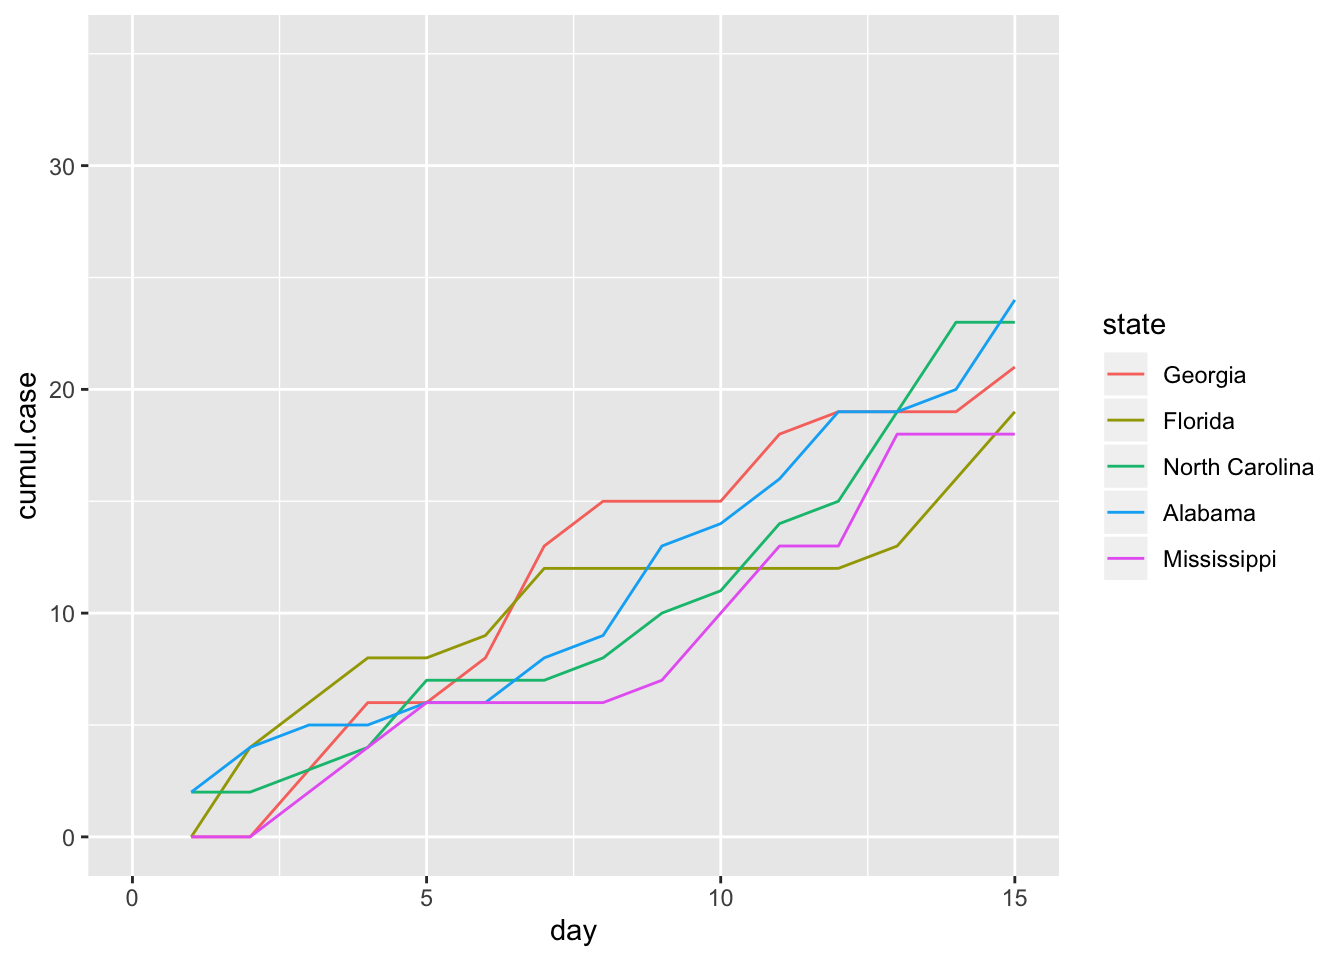 30
20
10
0
cumul.case
0 5 10 15
day
state
Georgia
Florida
North Carolina
Alabama
Mississippi